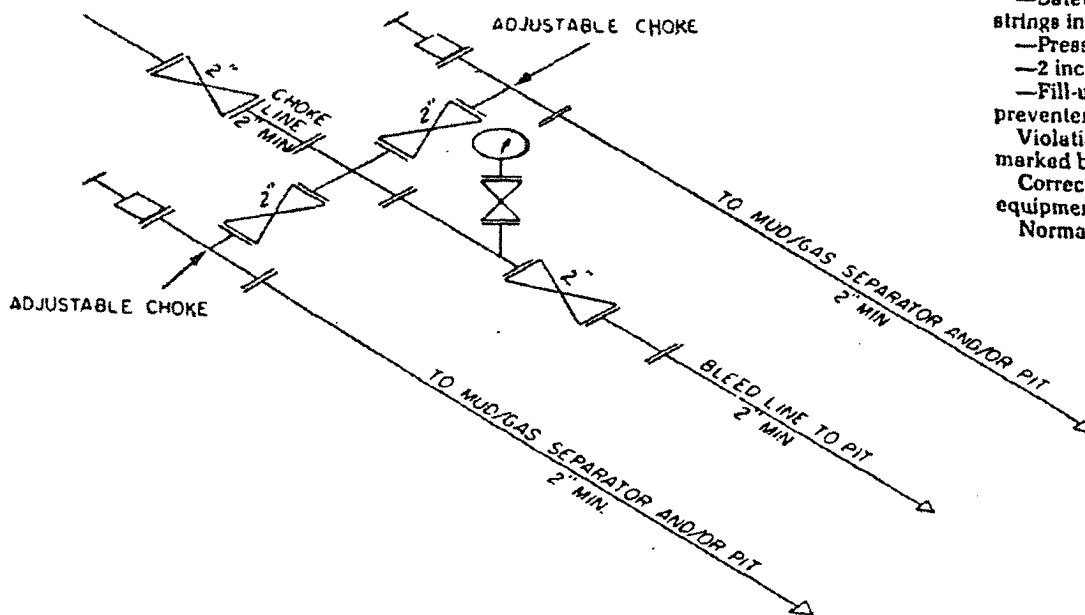 ADJUSTABLE CHOKE
2"
CHOKE
LINE
2" MIN
2"
2"
ADJUSTABLE CHOKE
2"
TO MUD/GAS SEPARATOR AND/OR PIT
2" MIN
BLEED LINE TO PIT
2" MIN
TO MUD/GAS SEPARATOR AND/OR PIT
2" MIN.
strings in
—Press
—2 inc
—Fill-u
preventer
Violati
marked b
Correc
equipmen
Norma